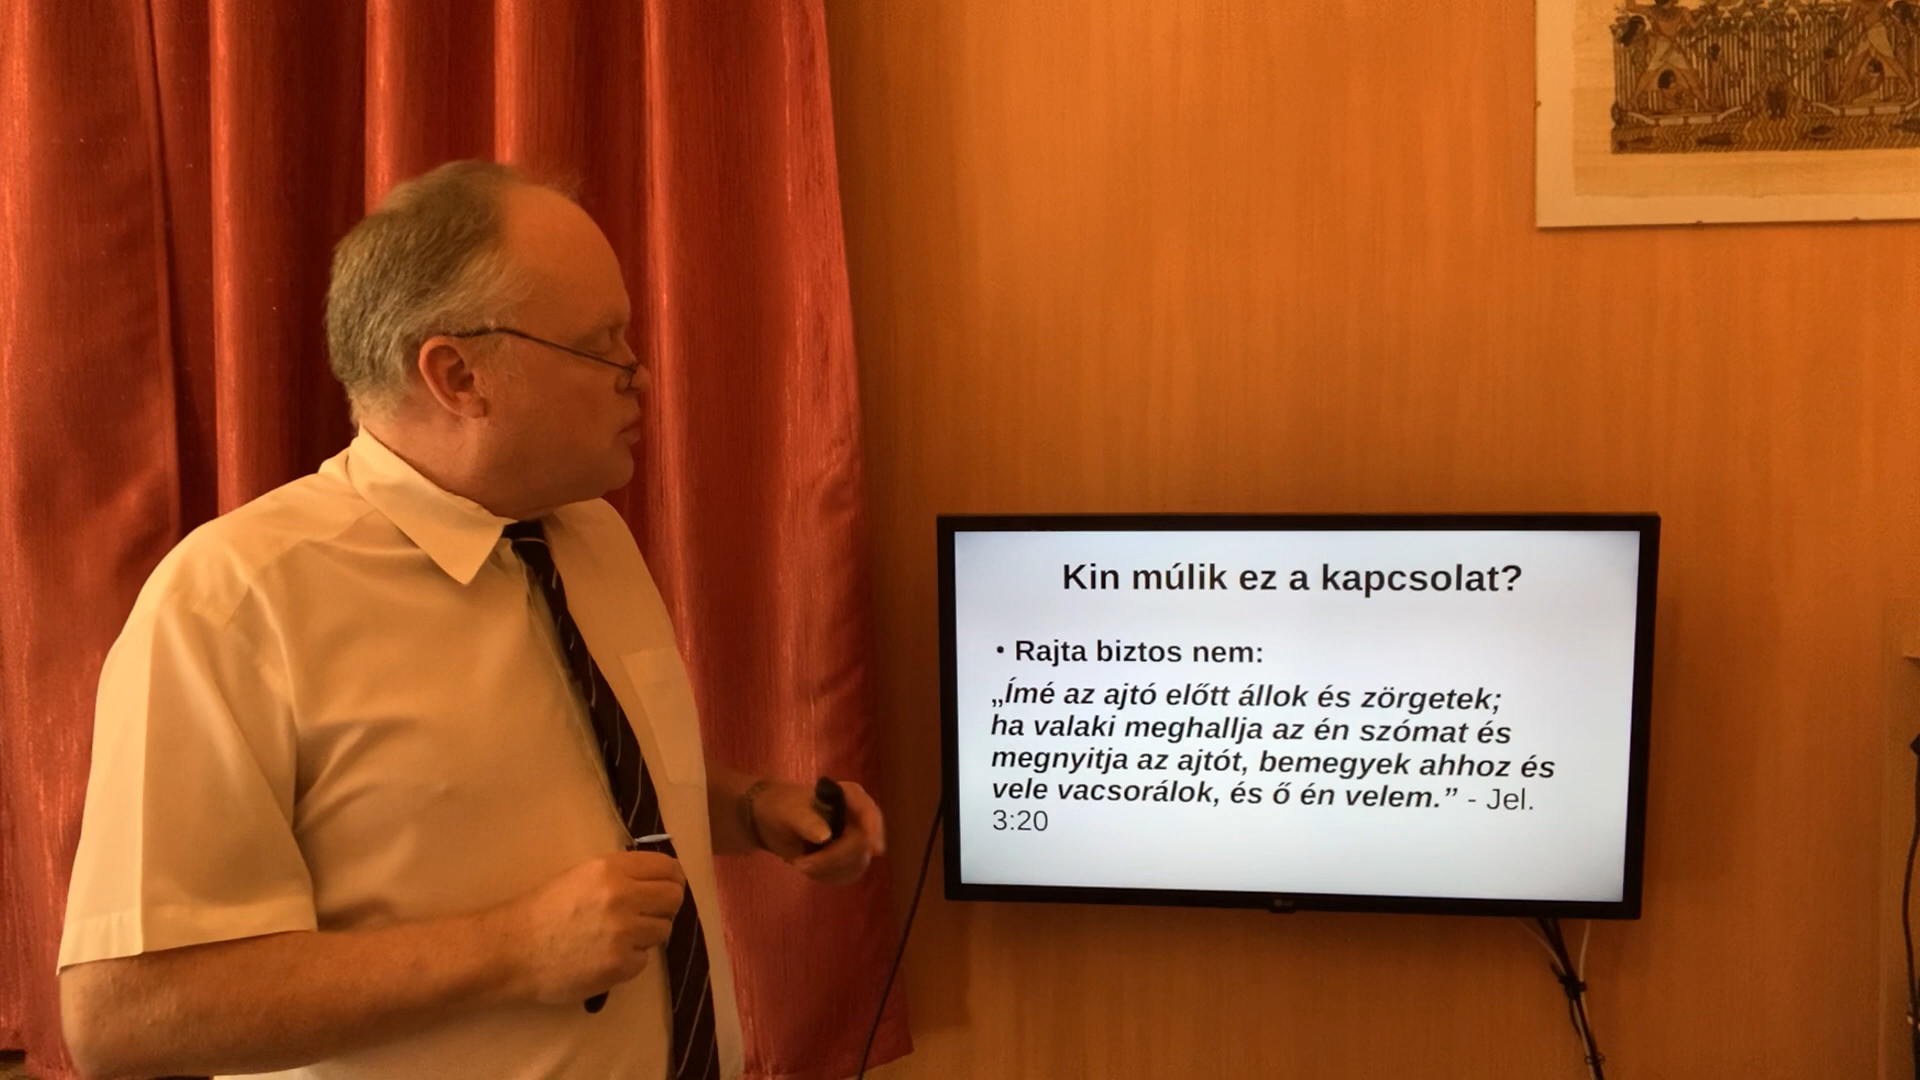 Kin múlik ez a kapcsolat?
• Rajta biztos nem:
„Ímé az ajtó előtt állok és zörgetek;
ha valaki meghallja az én szómat és
megnyitja az ajtót, bemegyek ahhoz és
vele vacsorálok, és ő én velem.” - Jel.
3:20
LG